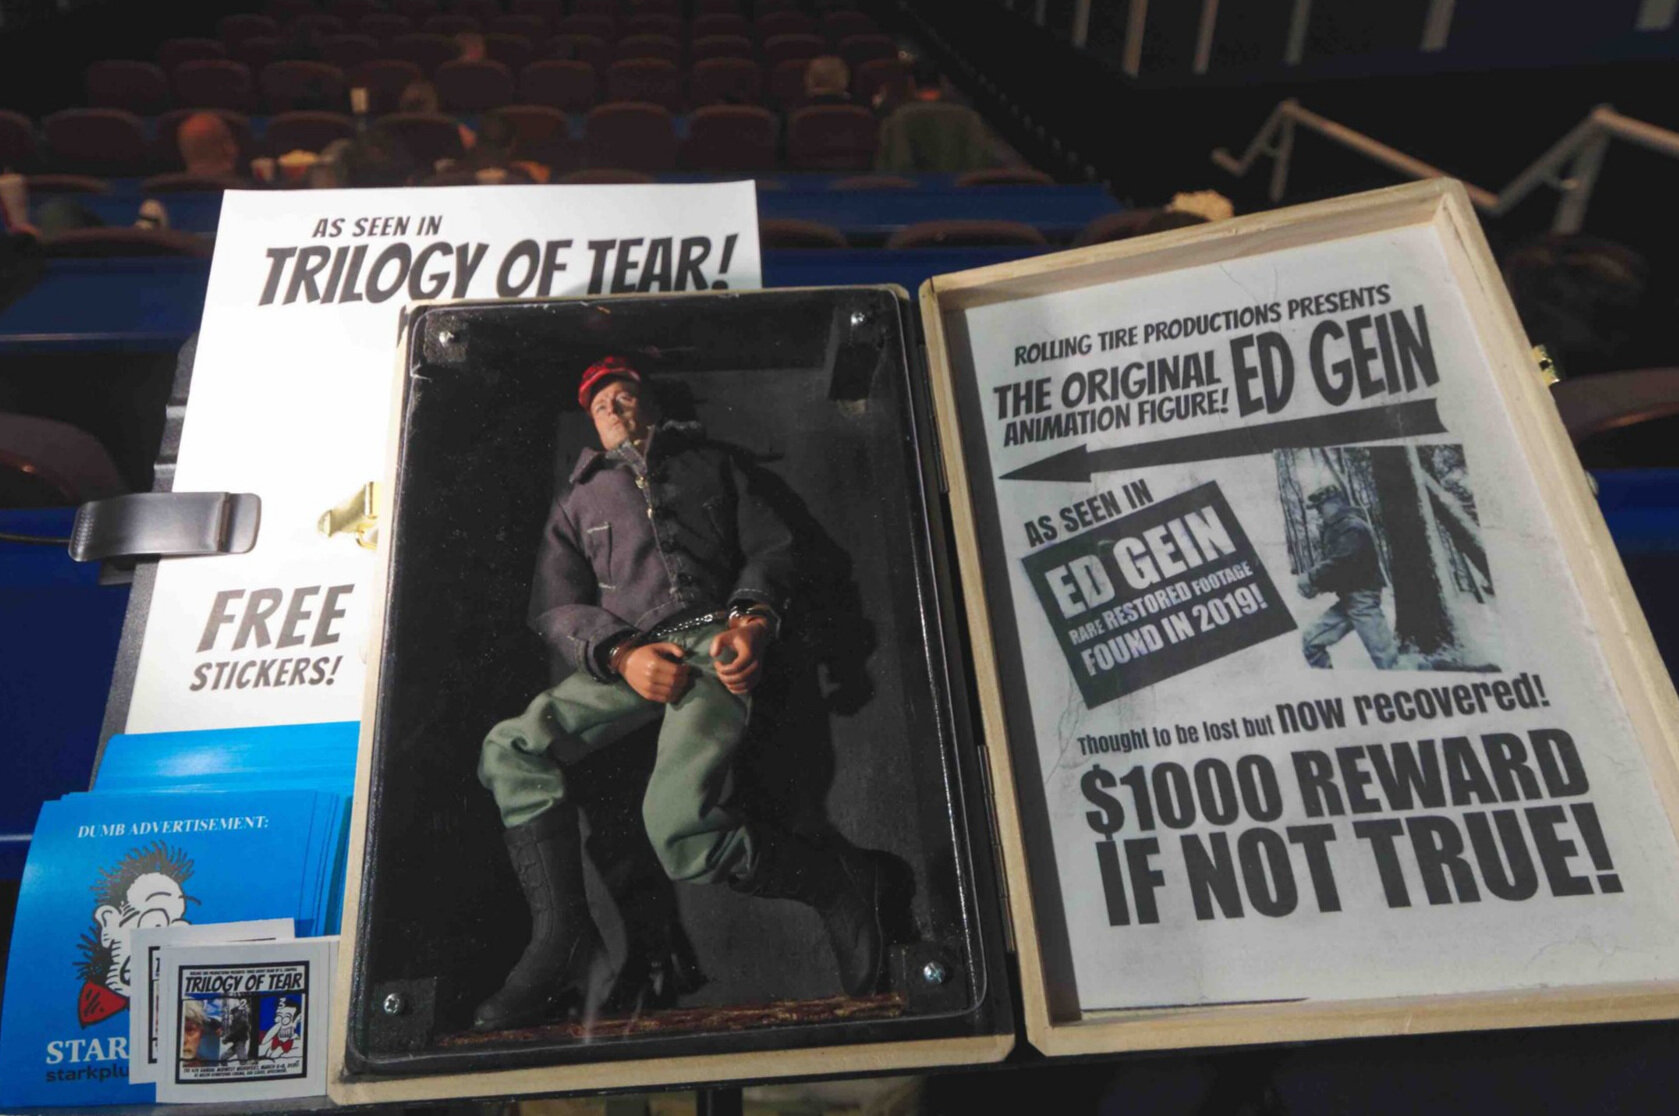 AS SEEN IN
TRILOGY OF TEAR!
FREE
STICKERS!
DUMB ADVERTISEMENT:
STAR
starkplu
TRILOGY OF TEAR
ROLLING TIRE PRODUCTIONS PRESENTS
THE ORIGINAL
ANIMATION FIGURE!
ED GEIN
AS SEEN IN
ED GEIN
RARE RESTORED FOOTAGE
FOUND IN 2019!
Thought to be lost but now recovered!
$1000 REWARD
IF NOT TRUE!